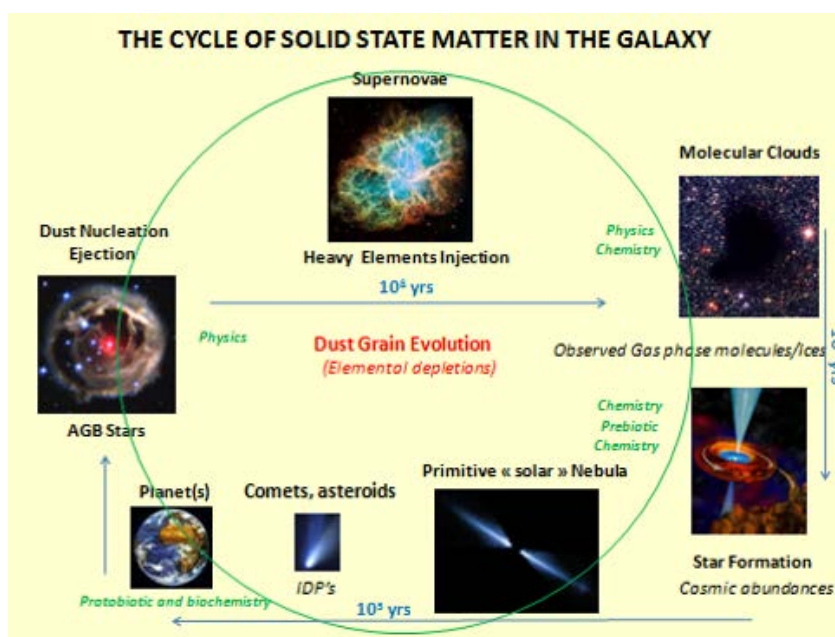 THE CYCLE OF SOLID STATE MATTER IN THE GALAXY
Supernovae
Molecular Clouds
Dust Nucleation
Ejection
Physics
Chemistry
Heavy Elements Injection
yrs
Physics
Dust Grain Evolution
(Elemental depletions)
Observed Gas phase molecules/ices
AGB Stars
Chemistry
Prebiotic
Chemistry
Planet(s)
Comets, asteroids
Primitive « solar » Nebula
Star Formation
Cosmic abundances
IDP's
Protobiotic and biochemistry
yrs